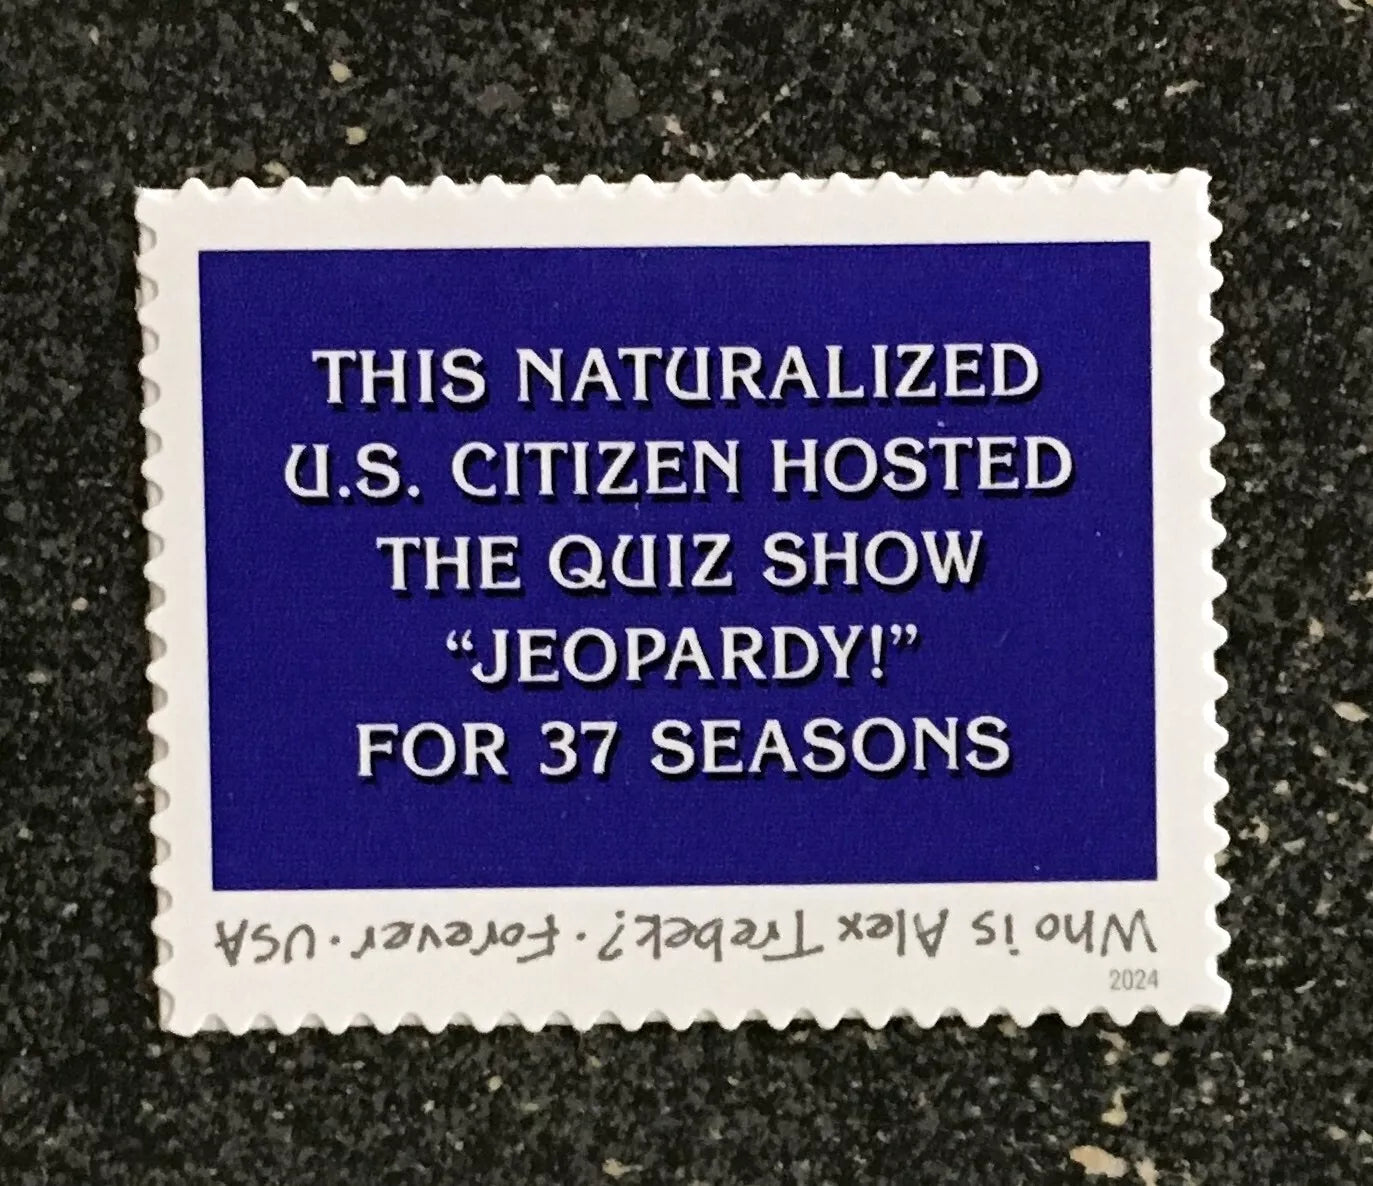 THIS NATURALIZED
U.S. CITIZEN HOSTED
THE QUIZ SHOW
“JEOPARDY!”
FOR 37 SEASONS
Who is Alex Trebek? · Forever · USA
2024